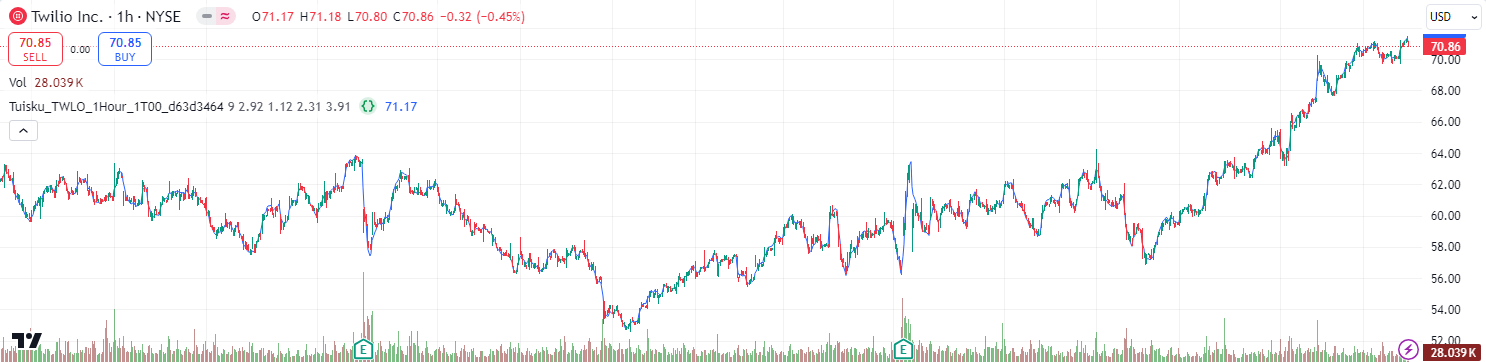 Twilio Inc. · 1h · NYSE O71.17 H71.18 L70.80 C70.86 −0.32 (−0.45%)
USD
70.85 SELL
0.00
70.85 BUY
Vol 28.039K
Tuisku_TWLO_1Hour_1T00_d63d3464 9 2.92 1.12 2.31 3.91 {} 71.17
70.86
70.00
68.00
66.00
64.00
62.00
60.00
58.00
56.00
54.00
52.00
28.039K
E
E